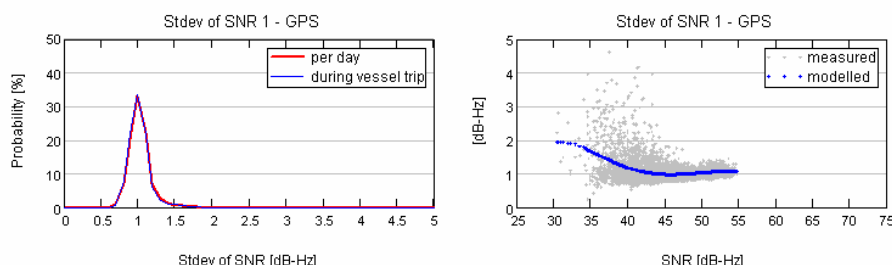 Stdev of SNR 1 - GPS
Probability [%]
50
40
30
20
10
0
per day
during vessel trip
0 0.5 1 1.5 2 2.5 3 3.5 4 4.5 5
Stdev of SNR [dB-Hz]
Stdev of SNR 1 - GPS
[dB-Hz]
5
4
3
2
1
0
measured
modelled
25 30 35 40 45 50 55 60 65 70 75
SNR [dB-Hz]